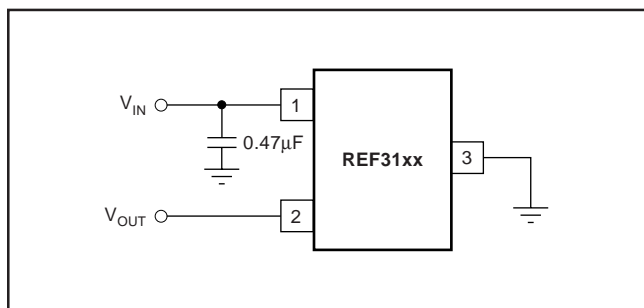 V_IN
1
0.47μF
REF31xx
3
V_OUT
2